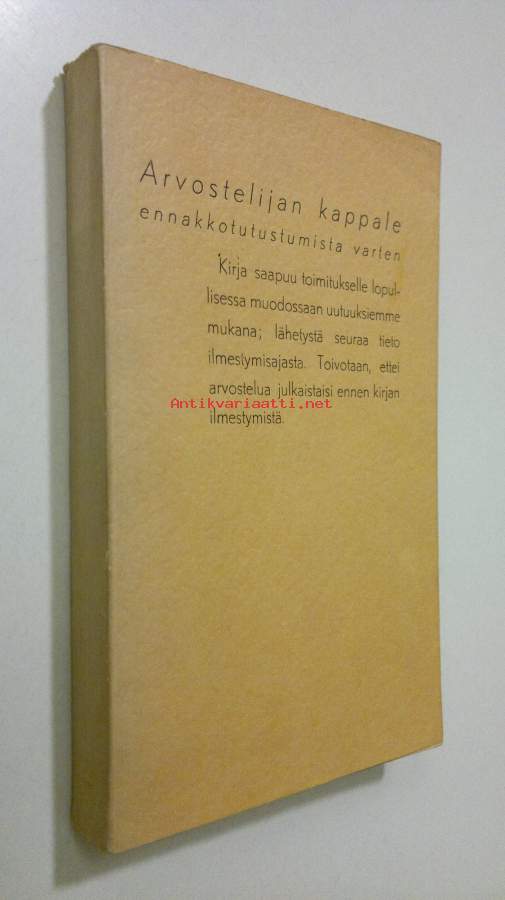 Arvostelijan kappale
ennakkotutustumista varten
Kirja saapuu toimitukselle lopul-
lisessa muodossaan uutuuksiemme
mukana; lähetystä seuraa tieto
ilmestymisajasta. Toivotaan, ettei
arvostelua julkaistaisi ennen kirjan
Antikvariaatti.net
ilmestymistä.